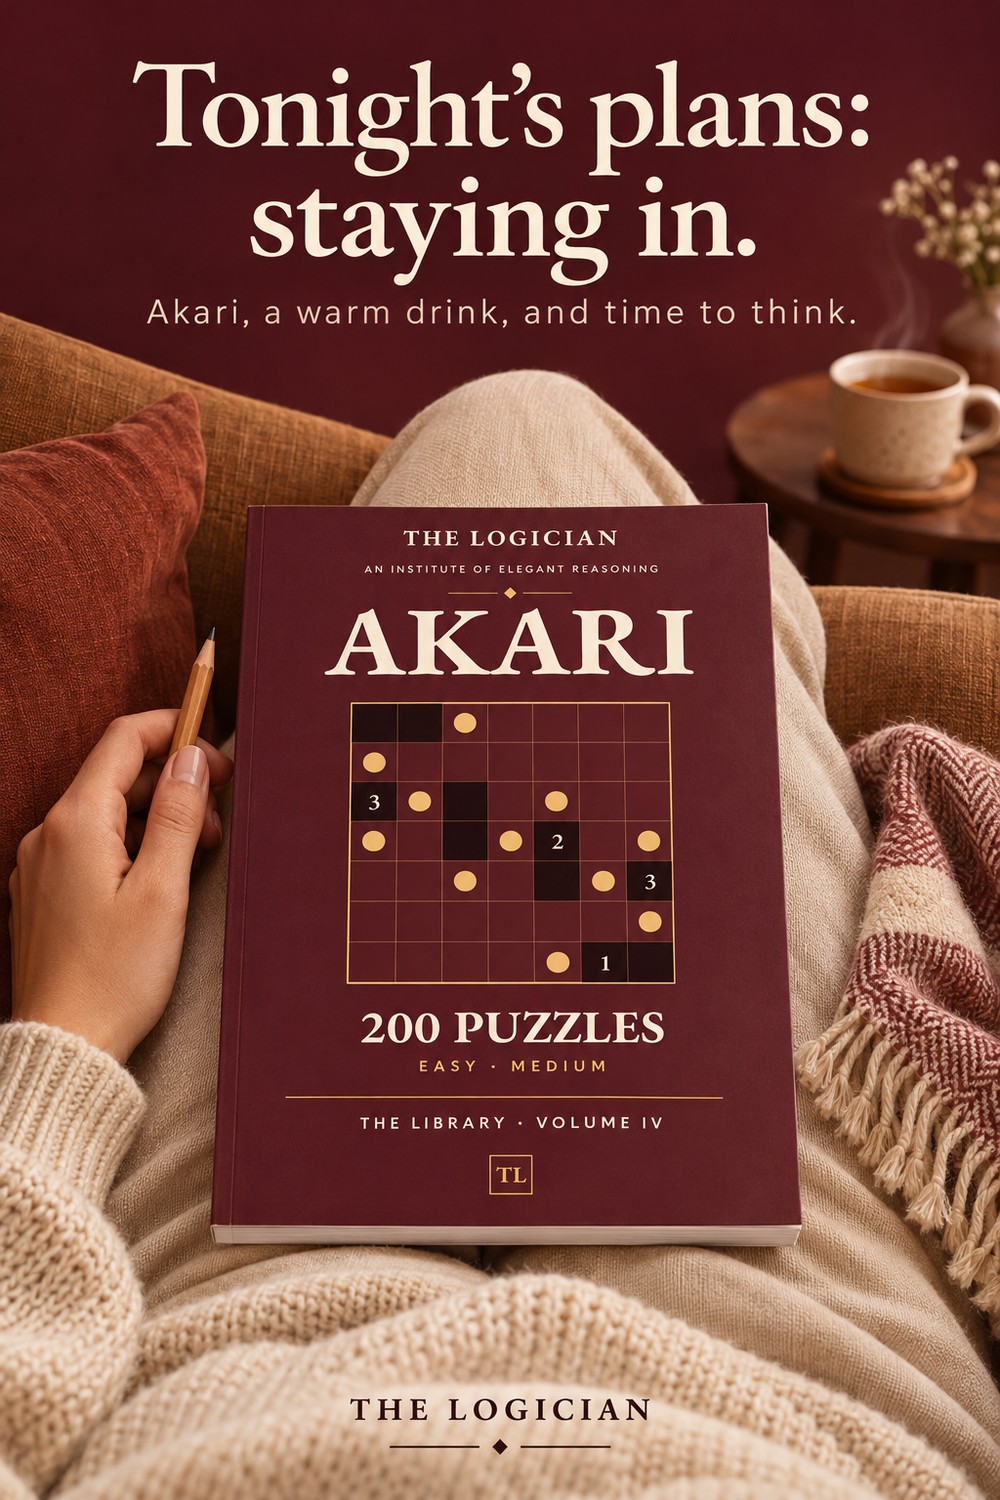 Tonight’s plans:
staying in.
Akari, a warm drink, and time to think.
THE LOGICIAN
AN INSTITUTE OF ELEGANT REASONING
AKARI
3
2
3
1
200 PUZZLES
EASY · MEDIUM
THE LIBRARY · VOLUME IV
TL
THE LOGICIAN